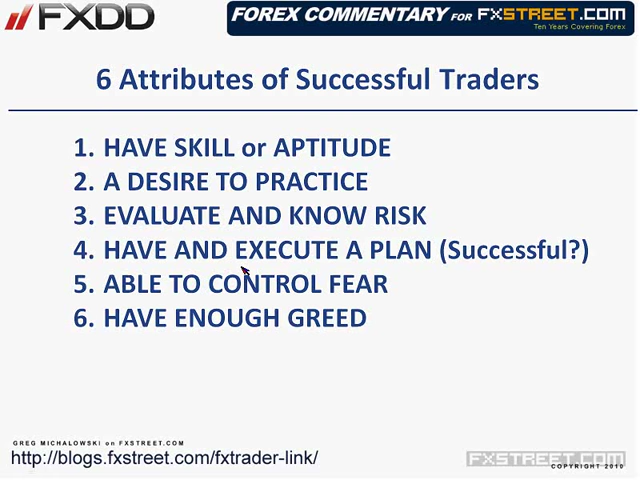 FXDD
FOREX COMMENTARY FOR FXSTREET.COM
Ten Years Covering Forex
6 Attributes of Successful Traders
1. HAVE SKILL or APTITUDE
2. A DESIRE TO PRACTICE
3. EVALUATE AND KNOW RISK
4. HAVE AND EXECUTE A PLAN (Successful?)
5. ABLE TO CONTROL FEAR
6. HAVE ENOUGH GREED
GREG MICHALOWSKI on FXSTREET.COM
http://blogs.fxstreet.com/fxtrader-link/
FXSTREET.COM
COPYRIGHT 2010